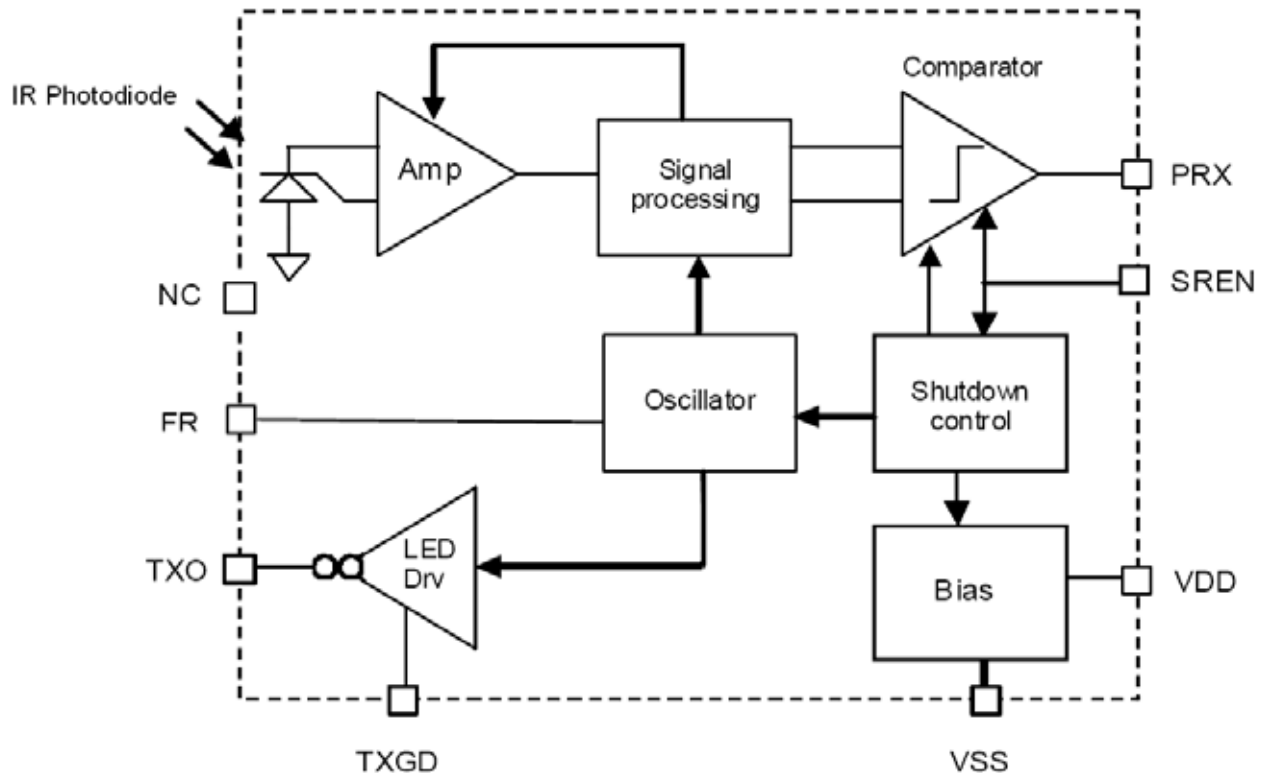 Comparator
IR Photodiode
Amp
Signal
processing
PRX
NC
SREN
FR
Oscillator
Shutdown
control
TXO
LED
Drv
Bias
VDD
TXGD
VSS